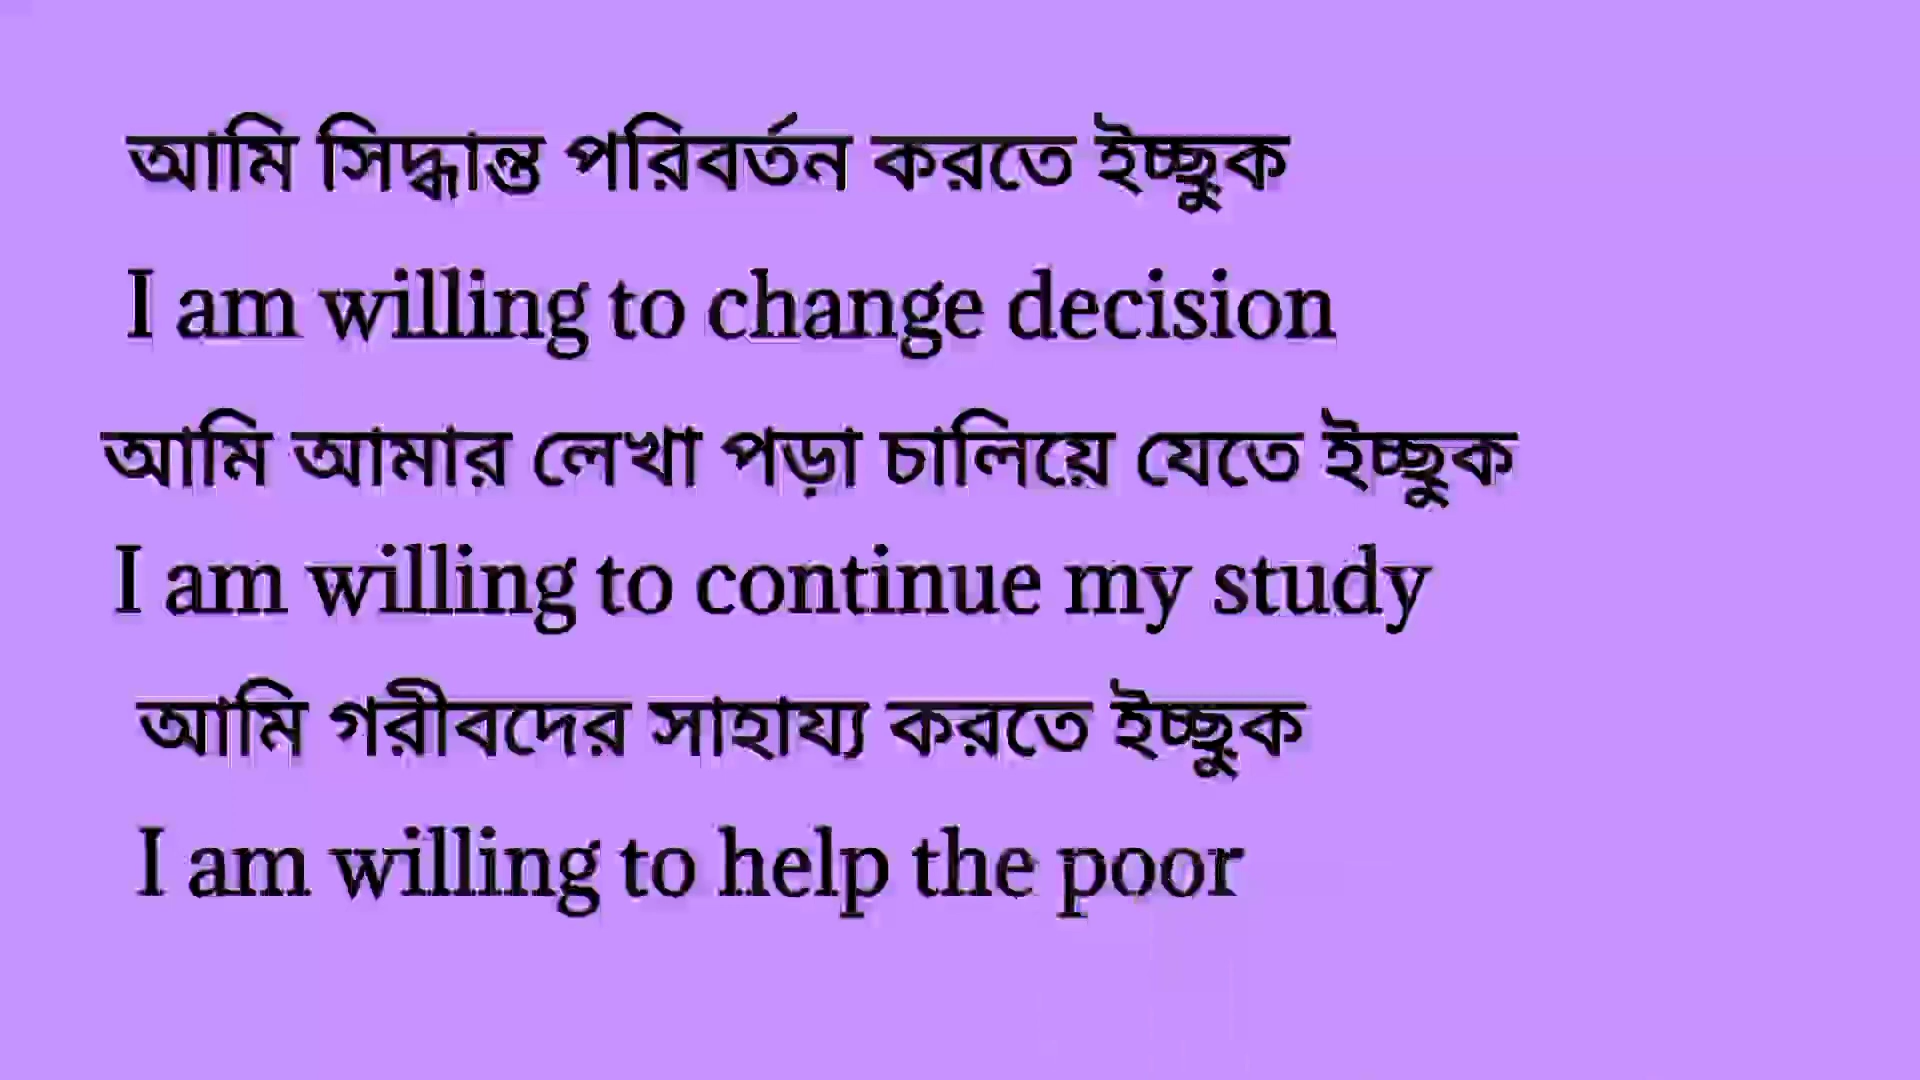 আমি সিদ্ধান্ত পরিবর্তন করতে ইচ্ছুক
I am willing to change decision
আমি আমার লেখা পড়া চালিয়ে যেতে ইচ্ছুক
I am willing to continue my study
আমি গরীবদের সাহায্য করতে ইচ্ছুক
I am willing to help the poor